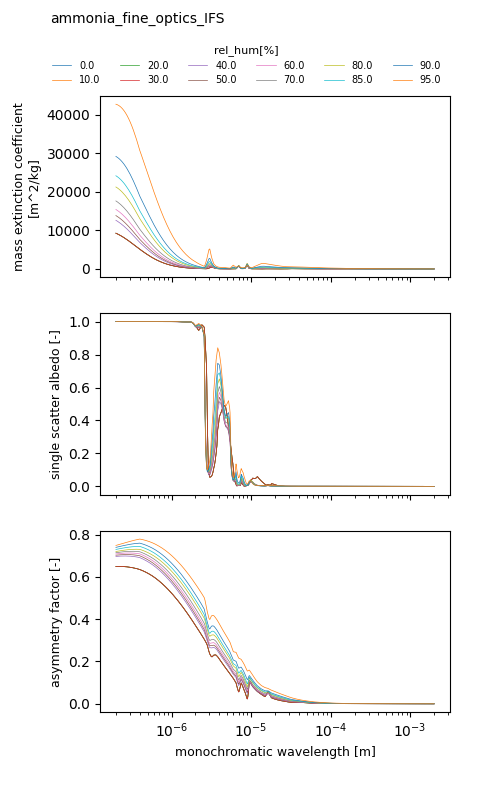 ammonia_fine_optics_IFS
rel_hum[%]
0.0 20.0 40.0 60.0 80.0 90.0
10.0 30.0 50.0 70.0 85.0 95.0
mass extinction coefficient
[m^2/kg]
40000
30000
20000
10000
0
single scatter albedo [-]
1.0
0.8
0.6
0.4
0.2
0.0
asymmetry factor [-]
0.8
0.6
0.4
0.2
0.0
10⁻⁶ 10⁻⁵ 10⁻⁴ 10⁻³
monochromatic wavelength [m]